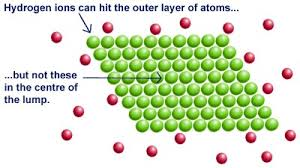 Hydrogen ions can hit the outer layer of atoms...
...but not these
in the centre of
the lump.